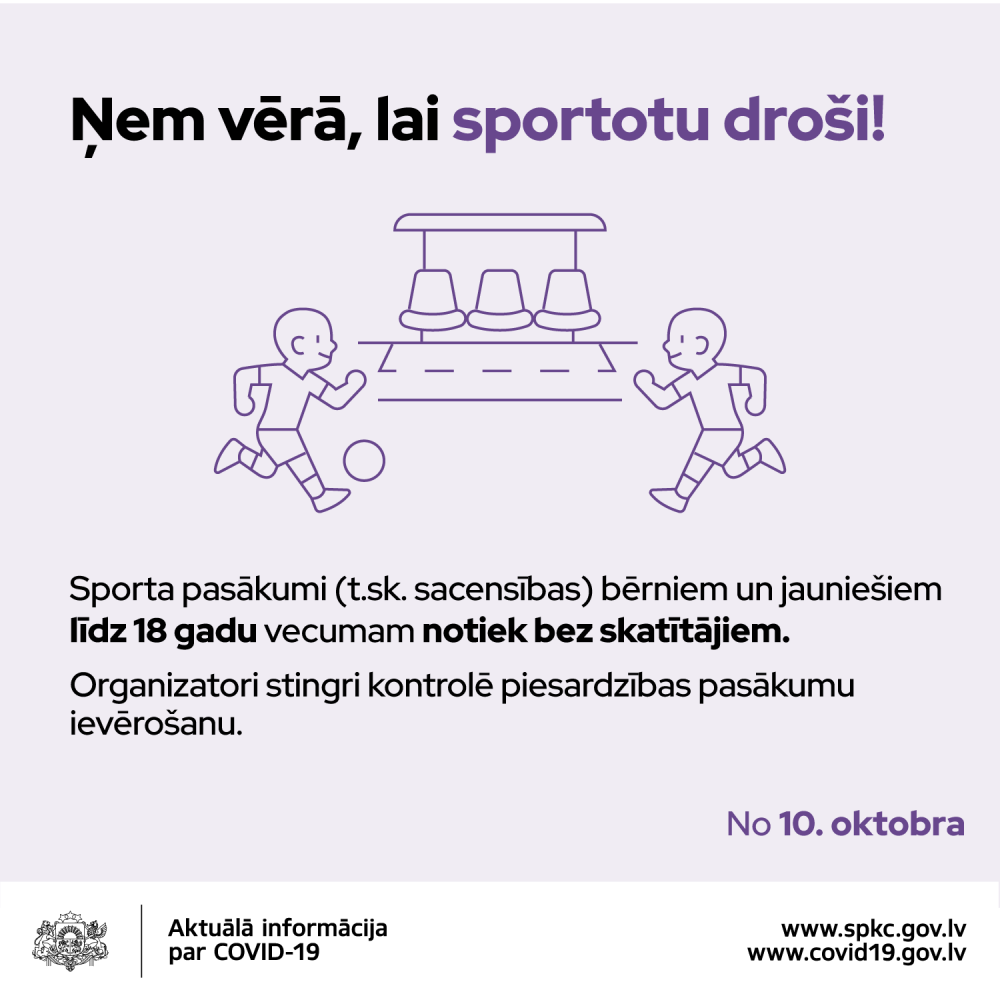 Ņem vērā, lai sportotu droši!
Sporta pasākumi (t.sk. sacensības) bērniem un jauniešiem
līdz 18 gadu vecumam notiek bez skatītājiem.
Organizatori stingri kontrolē piesardzības pasākumu
ievērošanu.
No 10. oktobra
Aktuālā informācija
par COVID-19
www.spkc.gov.lv
www.covid19.gov.lv